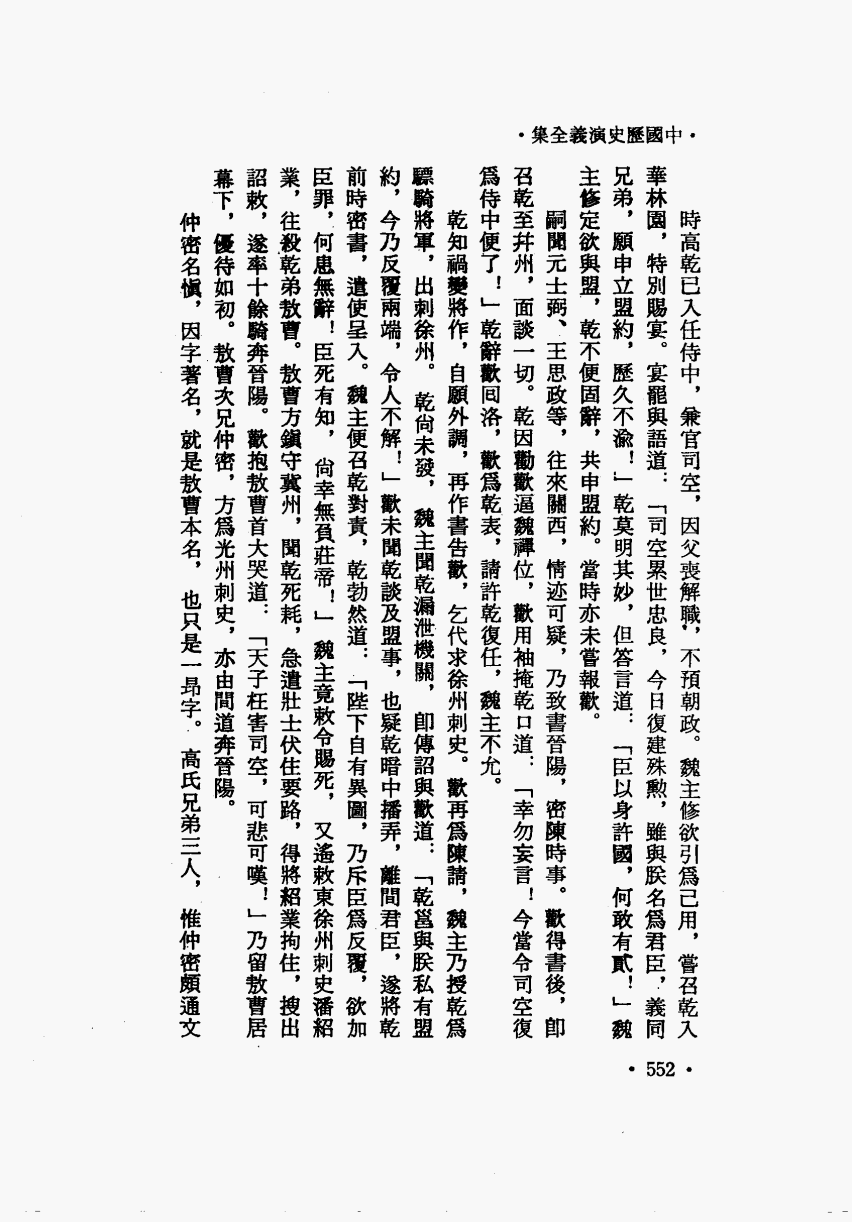 ·中國歷史演義全集·
時高乾已入任侍中，兼官司空，因父喪解職，不預朝政。魏主修欲引爲己用，嘗召乾入
華林園，特別賜宴。宴罷與語道：「司空累世忠良，今日復建殊勲，雖與朕名爲君臣，義同
兄弟，願申立盟約，歷久不渝！」乾莫明其妙，但答言道：「臣以身許國，何敢有貳！」魏
主修定欲與盟，乾不便固辭，共申盟約。當時亦未嘗報歡。
嗣聞元士弼、王思政等，往來關西，情迹可疑，乃致書晉陽，密陳時事。歡得書後，卽
召乾至幷州，面談一切。乾因勸歡逼魏禪位，歡用袖掩乾口道：「幸勿妄言！今當令司空復
爲侍中便了！」乾辭歡回洛，歡爲乾表，請許乾復任，魏主不允。
乾知禍變將作，自願外調，再作書告歡，乞代求徐州刺史。歡再爲陳請，魏主乃授乾爲
驃騎將軍，出刺徐州。乾尙未發，魏主聞乾漏泄機關，卽傳詔與歡道：「乾邕與朕私有盟
約，今乃反覆兩端，令人不解！」歡未聞乾談及盟事，也疑乾暗中播弄，離間君臣，遂將乾
前時密書，遣使呈入。魏主便召乾對責，乾勃然道：「陛下自有異圖，乃斥臣爲反覆，欲加
臣罪，何患無辭！臣死有知，尙幸無負莊帝！」魏主竟敕令賜死，又遙敕東徐州刺史潘紹
業，往殺乾弟敖曹。敖曹方鎭守冀州，聞乾死耗，急遣壯士伏住要路，得將紹業拘住，搜出
詔敕，遂率十餘騎奔晉陽。歡抱敖曹首大哭道：「天子枉害司空，可悲可嘆！」乃留敖曹居
幕下，優待如初。敖曹次兄仲密，方爲光州刺史，亦由間道奔晉陽。
仲密名愼，因字著名，就是敖曹本名，也只是一昂字。高氏兄弟三人，惟仲密頗通文
·552·